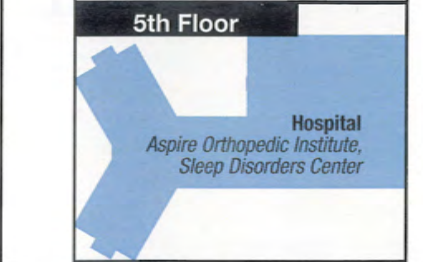 5th Floor
Hospital
Aspire Orthopedic Institute,
Sleep Disorders Center